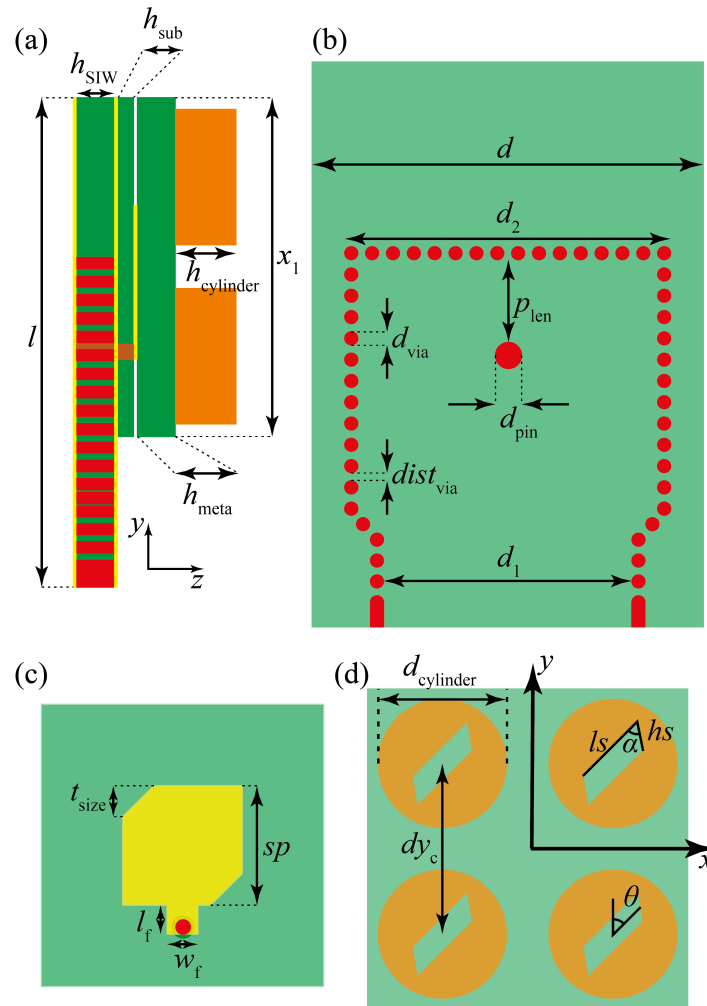 (a)
h_sub
h_SIW
l
h_cylinder
x_1
h_meta
y
z
(b)
d
d_2
p_len
d_via
d_pin
dist_via
d_1
(c)
t_size
sp
l_f
w_f
(d)
d_cylinder
y
ls
hs
α
dy_c
x
θ